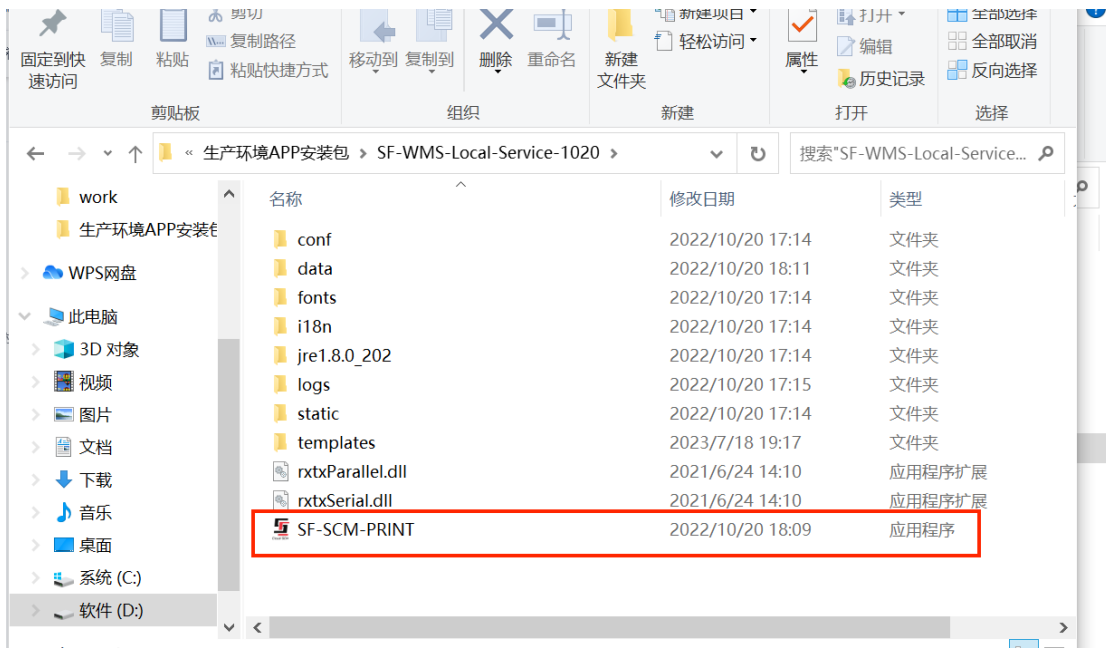 剪切
新建项目
打开
全部选择
复制路径
轻松访问
编辑
全部取消
固定到快
速访问
复制
粘贴
粘贴快捷方式
移动到
复制到
删除
重命名
新建
文件夹
属性
历史记录
反向选择
剪贴板
组织
新建
打开
选择
« 生产环境APP安装包 > SF-WMS-Local-Service-1020 >
搜索"SF-WMS-Local-Service...
work
生产环境APP安装包
WPS网盘
此电脑
3D 对象
视频
图片
文档
下载
音乐
桌面
系统 (C:)
软件 (D:)
名称 修改日期 类型
conf 2022/10/20 17:14 文件夹
data 2022/10/20 18:11 文件夹
fonts 2022/10/20 17:14 文件夹
i18n 2022/10/20 17:14 文件夹
jre1.8.0_202 2022/10/20 17:14 文件夹
logs 2022/10/20 17:15 文件夹
static 2022/10/20 17:14 文件夹
templates 2023/7/18 19:17 文件夹
rxtxParallel.dll 2021/6/24 14:10 应用程序扩展
rxtxSerial.dll 2021/6/24 14:10 应用程序扩展
SF-SCM-PRINT 2022/10/20 18:09 应用程序